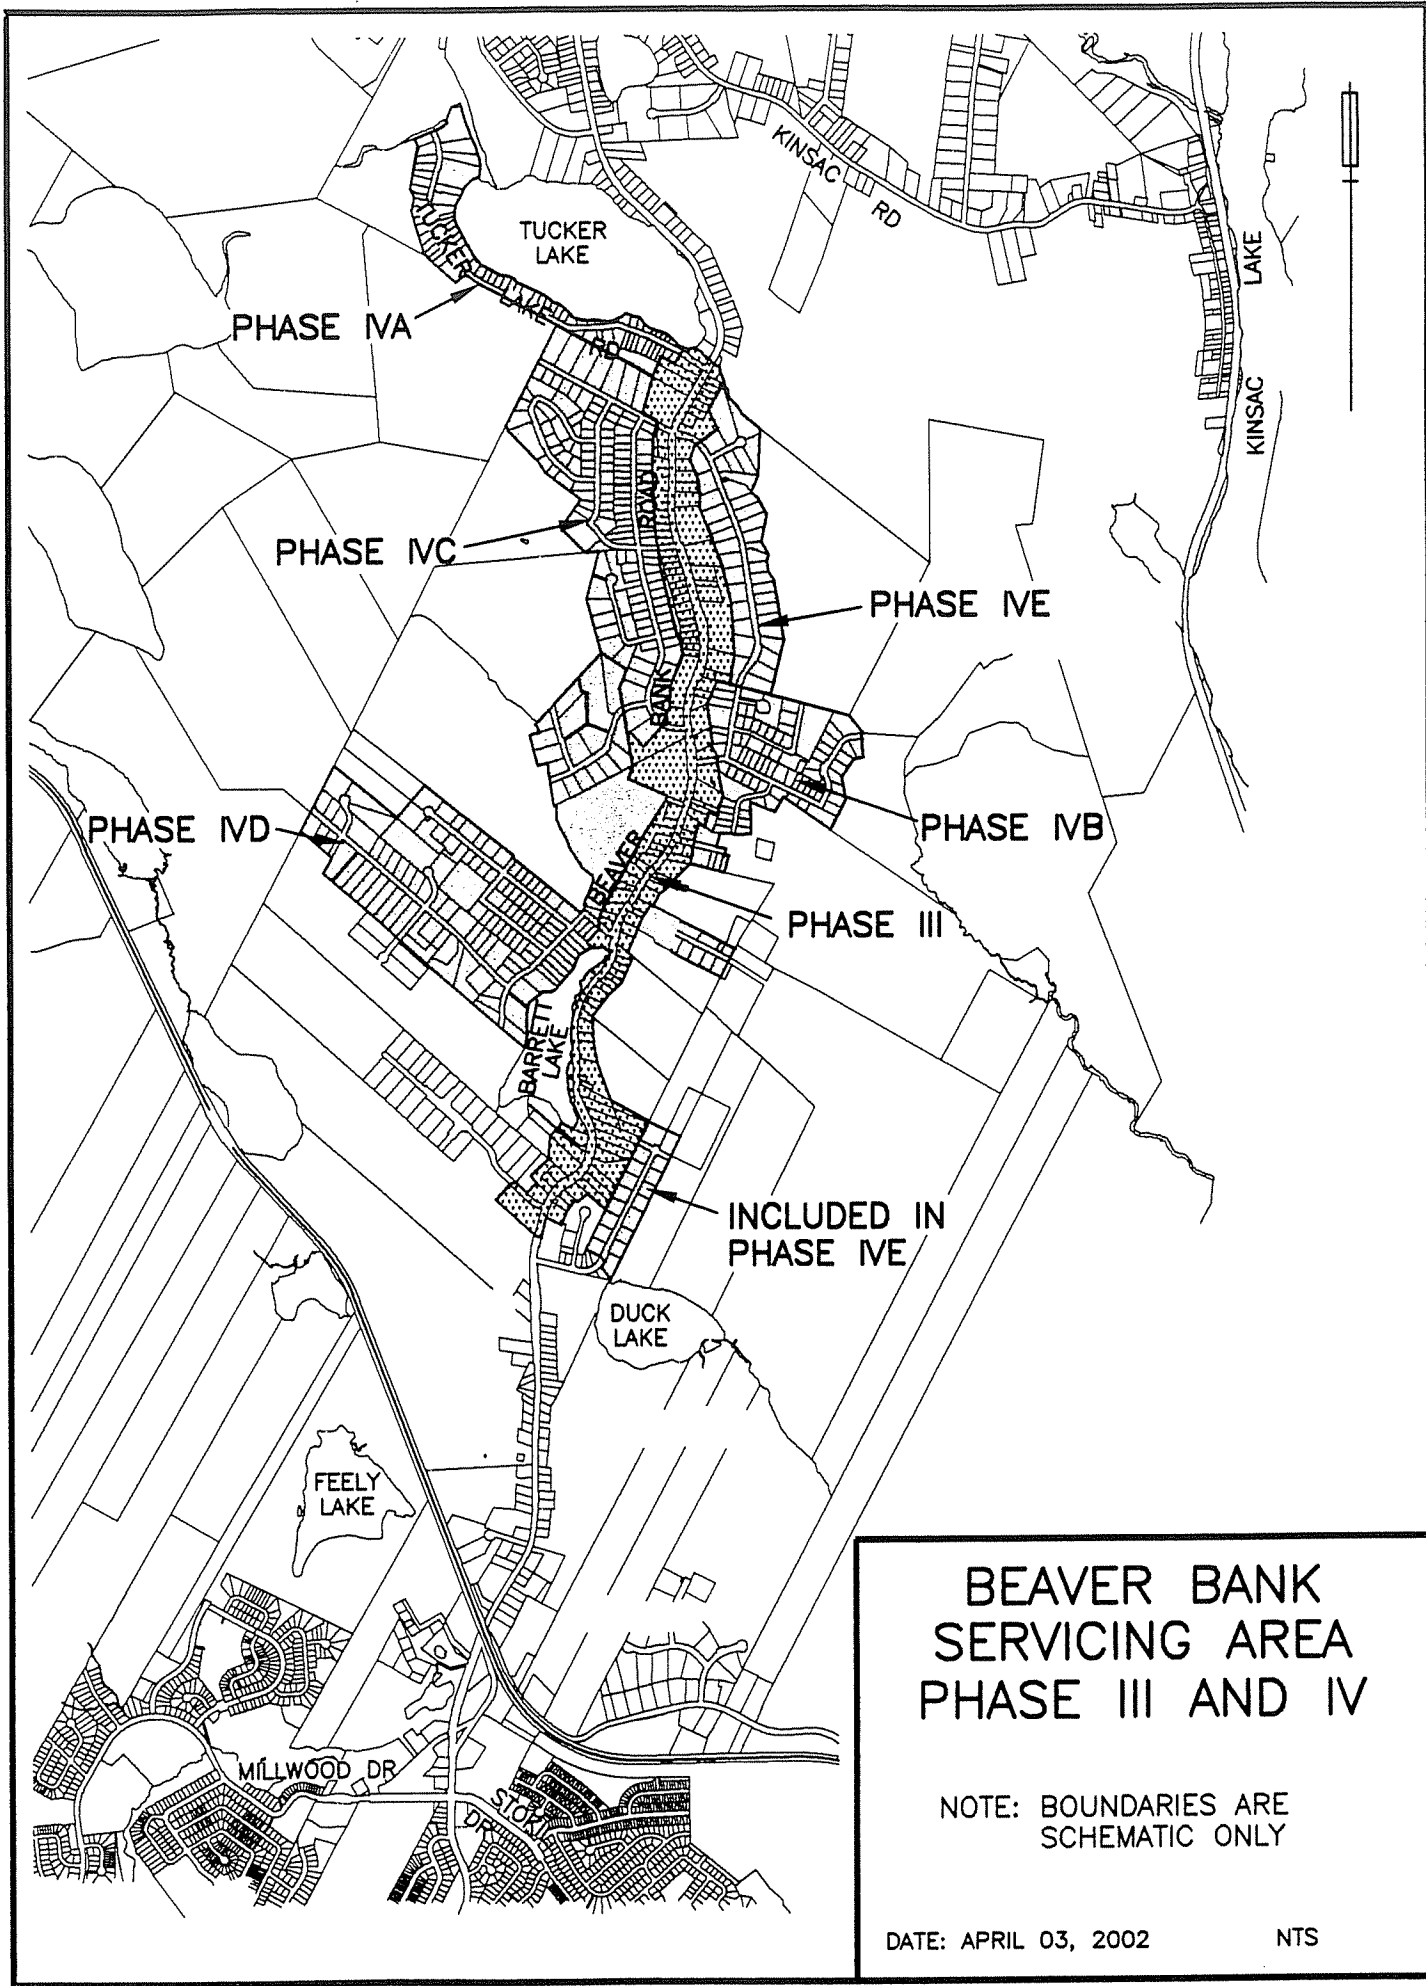 KINSAC
RD
TUCKER
LAKE
TUCKER
LAKE
RD
KINSAC
LAKE
PHASE IVA
PHASE IVC
ROAD
PHASE IVE
BANK
PHASE IVD
PHASE IVB
BEAVER
PHASE III
BARRETT
LAKE
INCLUDED IN
PHASE IVE
DUCK
LAKE
FEELY
LAKE
MILLWOOD DR
STOKIL
DR
BEAVER BANK
SERVICING AREA
PHASE III AND IV
NOTE: BOUNDARIES ARE
SCHEMATIC ONLY
DATE: APRIL 03, 2002
NTS